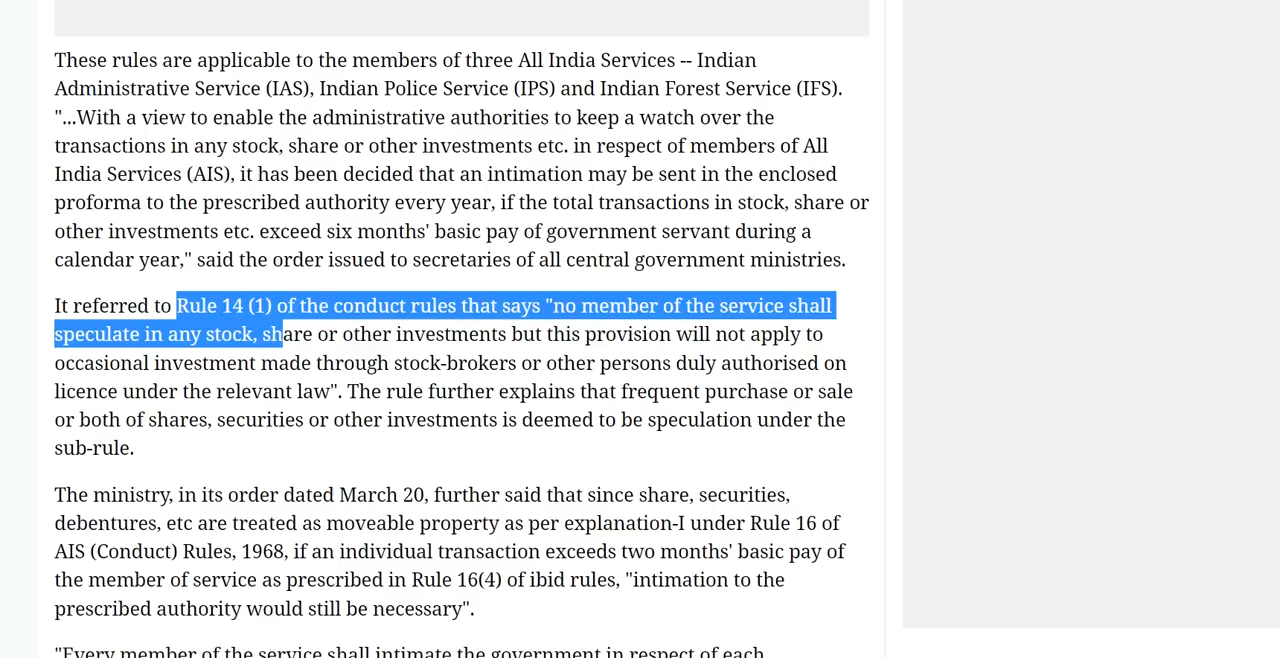 These rules are applicable to the members of three All India Services -- Indian
Administrative Service (IAS), Indian Police Service (IPS) and Indian Forest Service (IFS).
"...With a view to enable the administrative authorities to keep a watch over the
transactions in any stock, share or other investments etc. in respect of members of All
India Services (AIS), it has been decided that an intimation may be sent in the enclosed
proforma to the prescribed authority every year, if the total transactions in stock, share or
other investments etc. exceed six months' basic pay of government servant during a
calendar year," said the order issued to secretaries of all central government ministries.
It referred to Rule 14 (1) of the conduct rules that says "no member of the service shall
speculate in any stock, share or other investments but this provision will not apply to
occasional investment made through stock-brokers or other persons duly authorised on
licence under the relevant law". The rule further explains that frequent purchase or sale
or both of shares, securities or other investments is deemed to be speculation under the
sub-rule.
The ministry, in its order dated March 20, further said that since share, securities,
debentures, etc are treated as moveable property as per explanation-I under Rule 16 of
AIS (Conduct) Rules, 1968, if an individual transaction exceeds two months' basic pay of
the member of service as prescribed in Rule 16(4) of ibid rules, "intimation to the
prescribed authority would still be necessary".
"Every member of the service shall intimate the government in respect of each